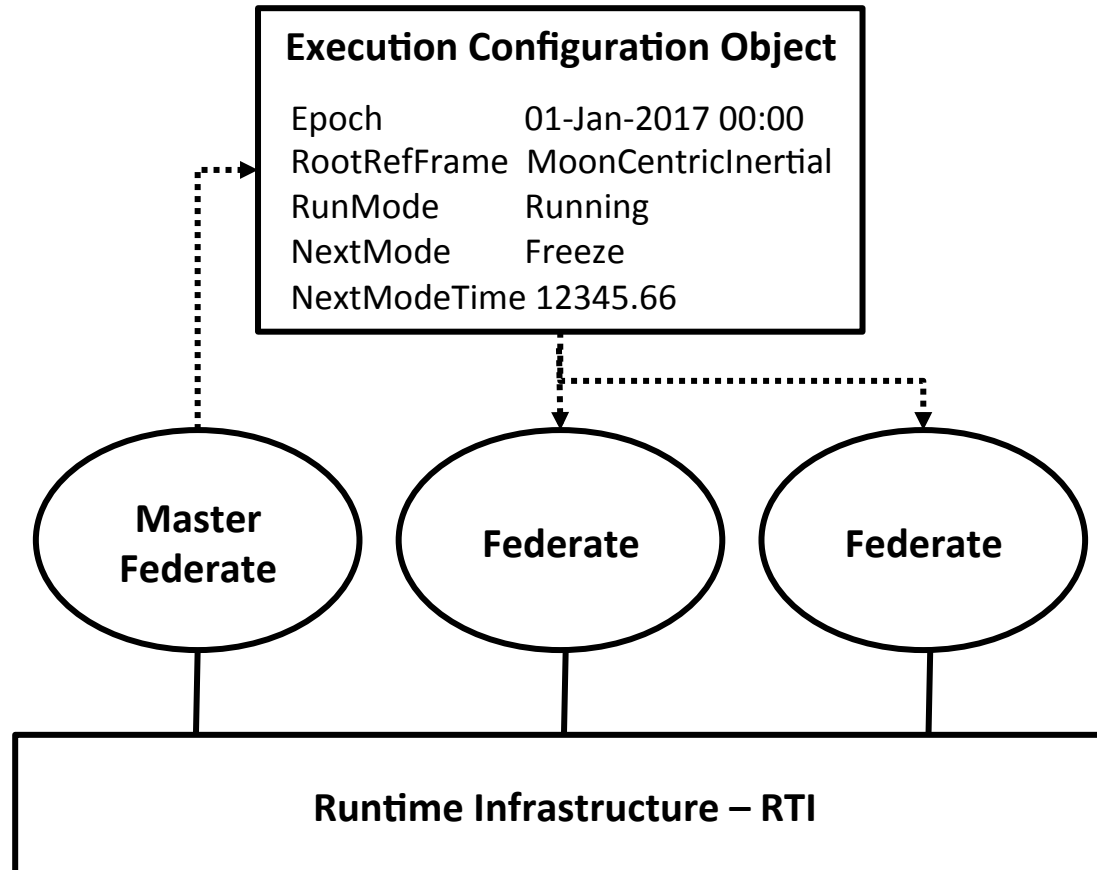 Execution Configuration Object
Epoch 01-Jan-2017 00:00
RootRefFrame MoonCentricInertial
RunMode Running
NextMode Freeze
NextModeTime 12345.66
Master
Federate
Federate
Federate
Runtime Infrastructure – RTI